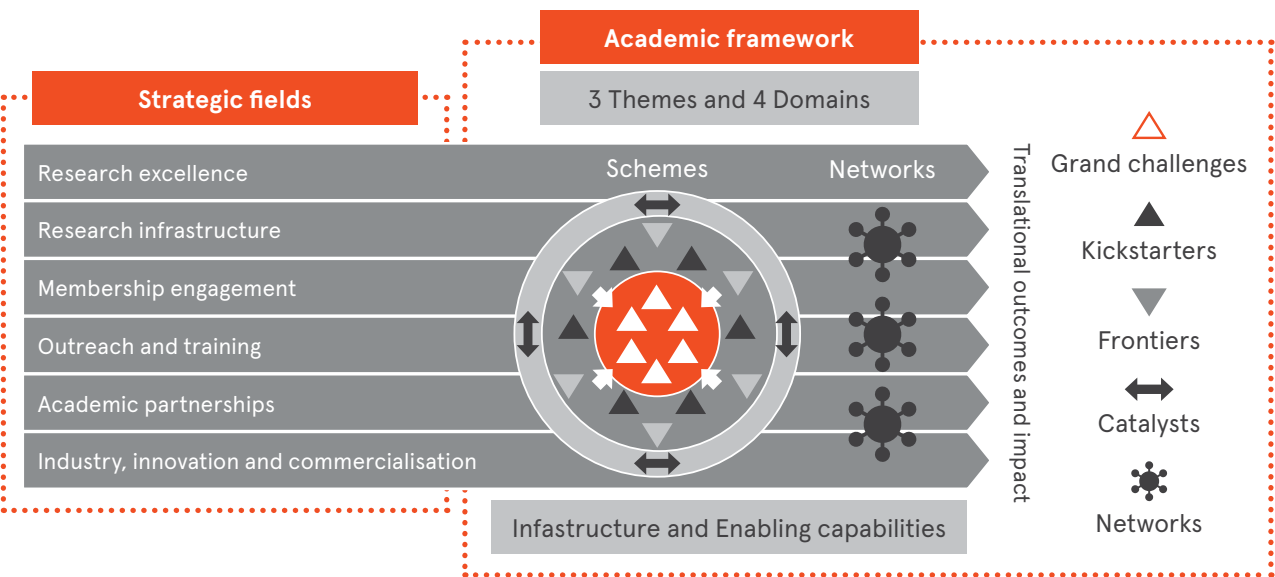 Academic framework
3 Themes and 4 Domains
Strategic fields
Research excellence
Research infrastructure
Membership engagement
Outreach and training
Academic partnerships
Industry, innovation and commercialisation
Schemes
Networks
Infastructure and Enabling capabilities
Translational outcomes and impact
Grand challenges
Kickstarters
Frontiers
Catalysts
Networks